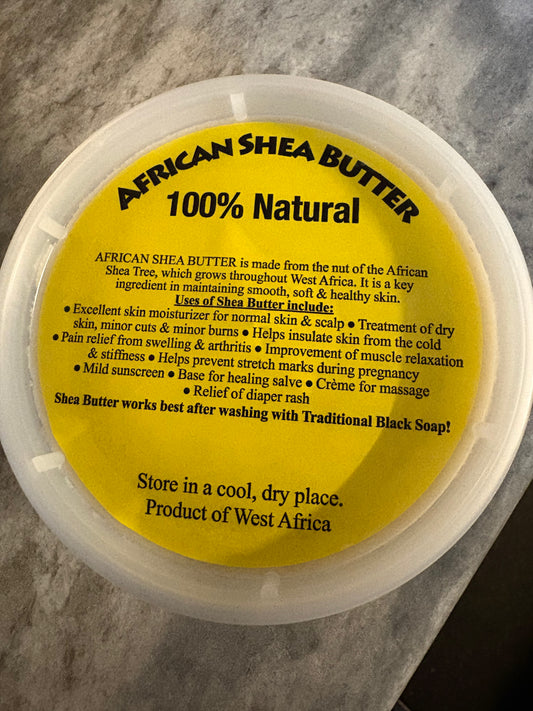 AFRICAN SHEA BUTTER
100% Natural
AFRICAN SHEA BUTTER is made from the nut of the African
Shea Tree, which grows throughout West Africa. It is a key
ingredient in maintaining smooth, soft & healthy skin.
Uses of Shea Butter include:
• Excellent skin moisturizer for normal skin & scalp • Treatment of dry
skin, minor cuts & minor burns • Helps insulate skin from the cold
• Pain relief from swelling & arthritis • Improvement of muscle relaxation
& stiffness • Helps prevent stretch marks during pregnancy
• Mild sunscreen • Base for healing salve • Crème for massage
• Relief of diaper rash
Shea Butter works best after washing with Traditional Black Soap!
Store in a cool, dry place.
Product of West Africa